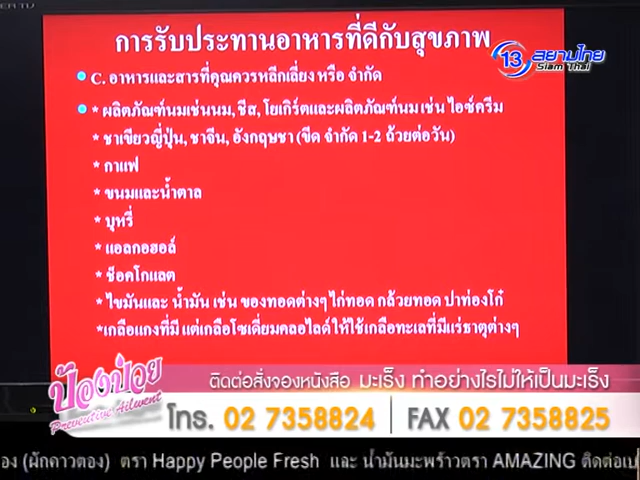 การรับประทานอาหารที่ดีกับสุขภาพ
13 สยามไทย
Siam Thai
C. อาหารและสารที่คุณควรหลีกเลี่ยง หรือ จำกัด
* ผลิตภัณฑ์นมเช่นนม, ชีส, โยเกิร์ตและผลิตภัณฑ์นม เช่น ไอซ์ครีม
* ชาเขียวญี่ปุ่น, ชาจีน, อังกฤษชา (ขีด จำกัด 1-2 ถ้วยต่อวัน)
* กาแฟ
* ขนมและน้ำตาล
* บุหรี่
* แอลกอฮอล์
* ช็อคโกแลต
* ไขมันและ น้ำมัน เช่น ของทอดต่างๆ ไก่ทอด กล้วยทอด ปาท่องโก๋
*เกลือแกงที่มี แต่เกลือโซเดี่ยมคลอไลด์ ให้ใช้เกลือทะเลที่มีแร่ธาตุต่างๆ
ป้องป่วย
Preventive Ailment
ติดต่อสั่งจองหนังสือ มะเร็ง ทำอย่างไรไม่ให้เป็นมะเร็ง
โทร. 02 7358824 | FAX 02 7358825
อง (ผักคาวตอง) ตรา Happy People Fresh และ น้ำมันมะพร้าวตรา AMAZING ติดต่อเบ